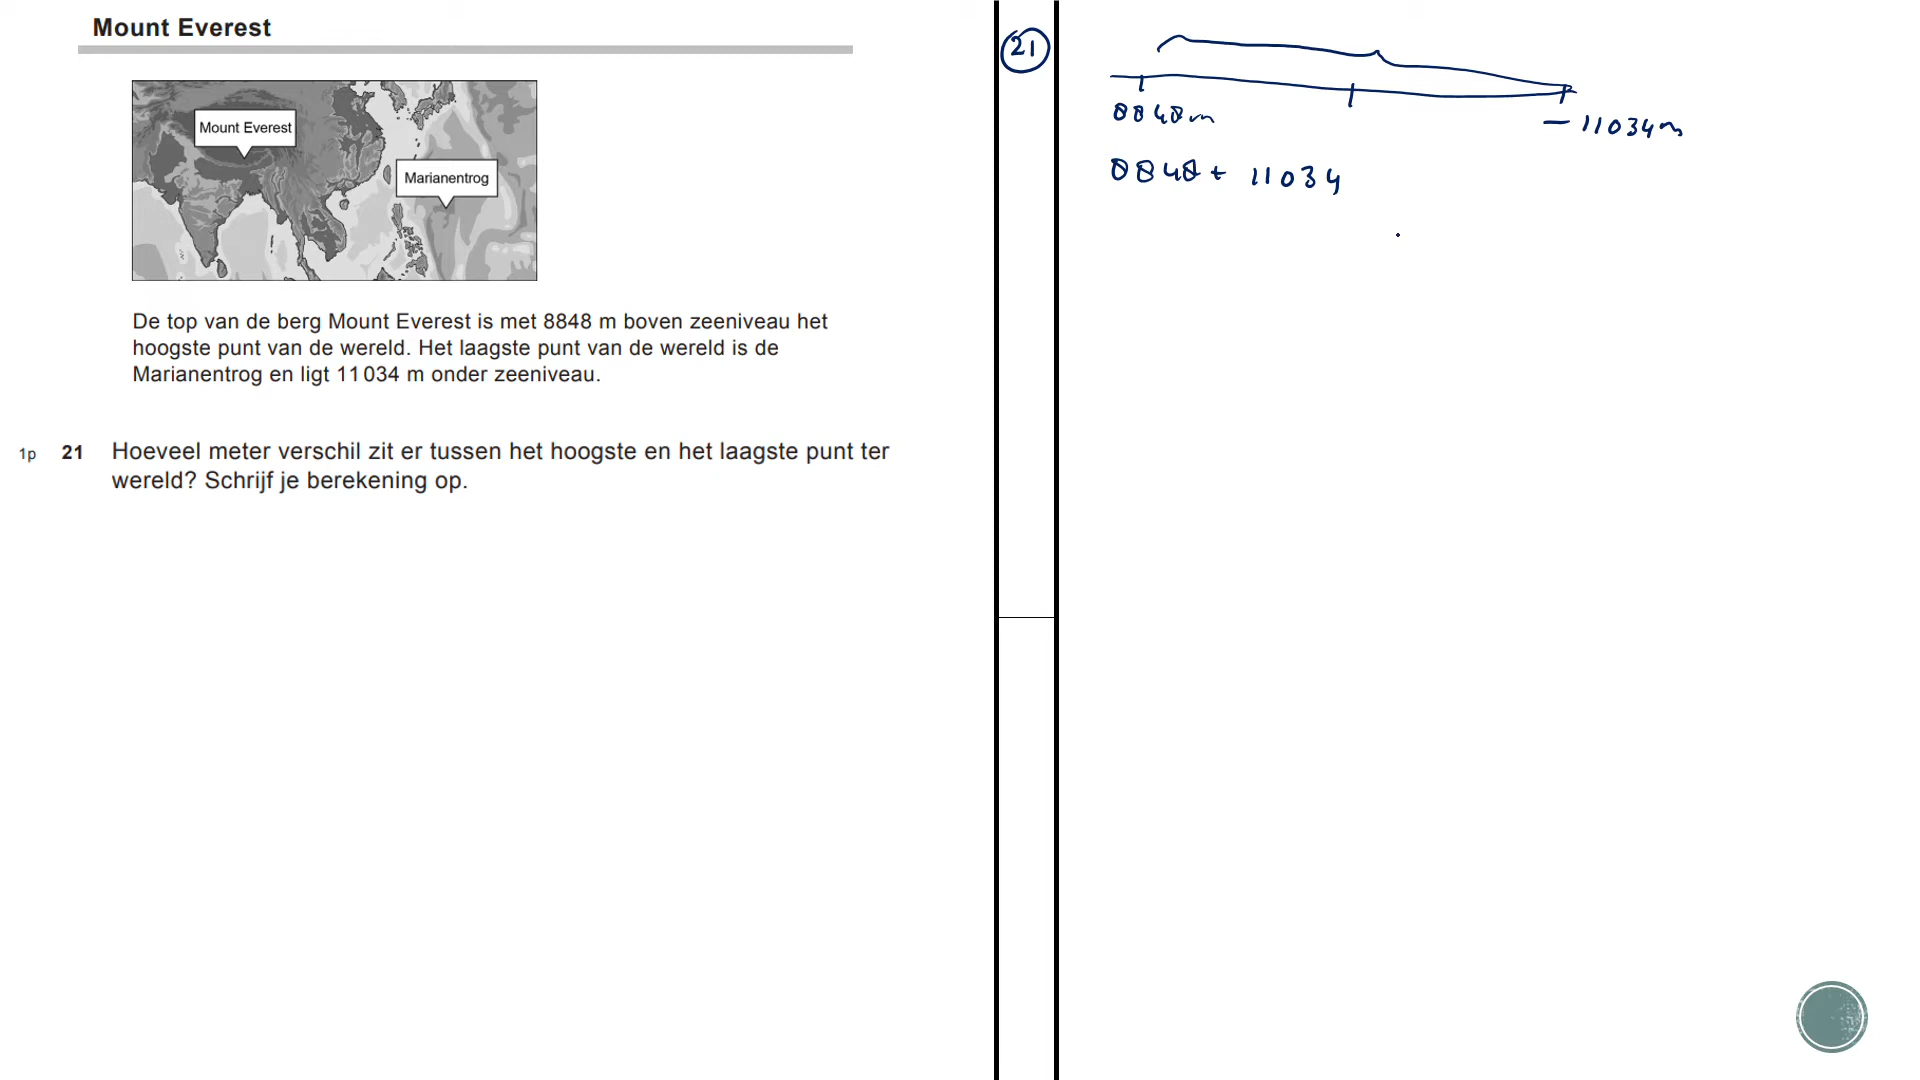 Mount Everest
Mount Everest
Marianentrog
De top van de berg Mount Everest is met 8848 m boven zeeniveau het
hoogste punt van de wereld. Het laagste punt van de wereld is de
Marianentrog en ligt 11 034 m onder zeeniveau.
1p 21 Hoeveel meter verschil zit er tussen het hoogste en het laagste punt ter
wereld? Schrijf je berekening op.
21
8848m
- 11034m
8848 + 11034